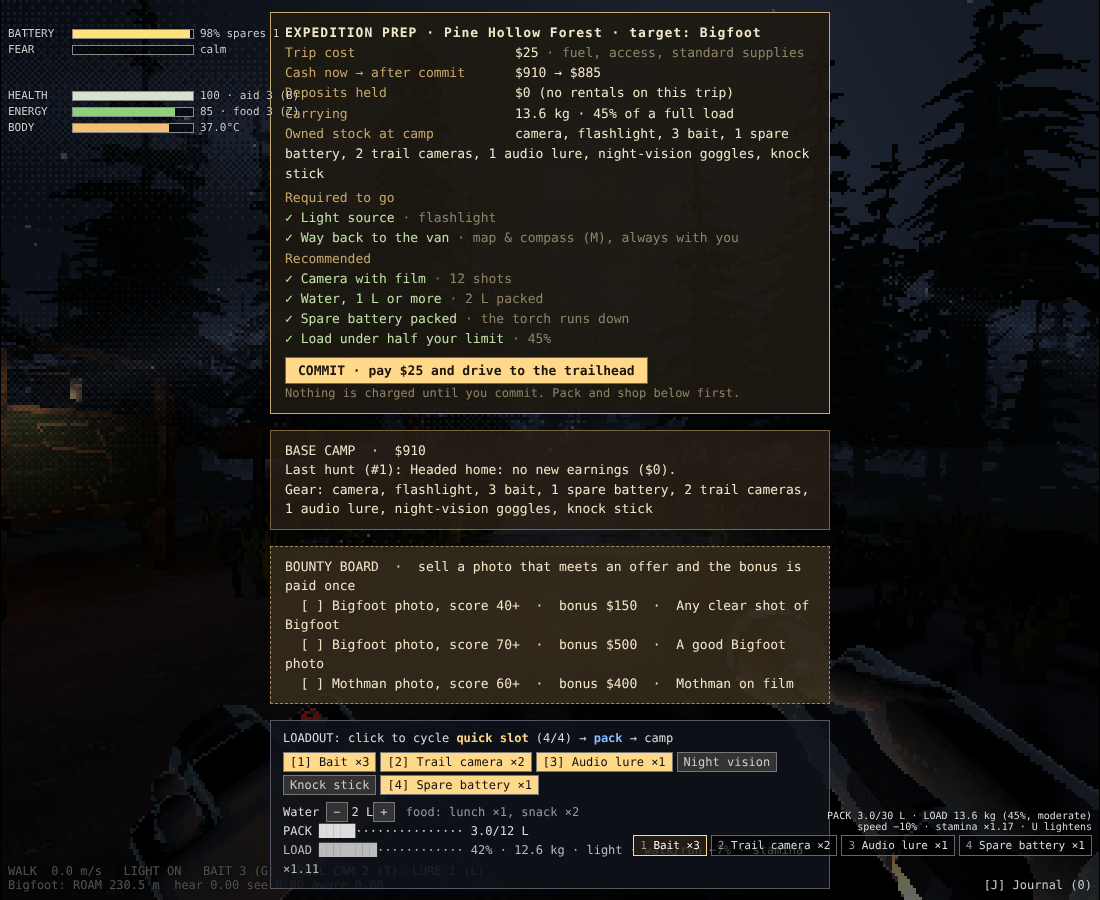 BATTERY 98% spares 1
FEAR calm
HEALTH 100 · aid 3 (G)
ENERGY 85 · food 3 (Z)
BODY 37.0°C
EXPEDITION PREP · Pine Hollow Forest · target: Bigfoot
Trip cost $25 · fuel, access, standard supplies
Cash now → after commit $910 → $885
Deposits held $0 (no rentals on this trip)
Carrying 13.6 kg · 45% of a full load
Owned stock at camp camera, flashlight, 3 bait, 1 spare
battery, 2 trail cameras, 1 audio lure, night-vision goggles, knock
stick
Required to go
✓ Light source · flashlight
✓ Way back to the van · map & compass (M), always with you
Recommended
✓ Camera with film · 12 shots
✓ Water, 1 L or more · 2 L packed
✓ Spare battery packed · the torch runs down
✓ Load under half your limit · 45%
COMMIT · pay $25 and drive to the trailhead
Nothing is charged until you commit. Pack and shop below first.
BASE CAMP · $910
Last hunt (#1): Headed home: no new earnings ($0).
Gear: camera, flashlight, 3 bait, 1 spare battery, 2 trail cameras,
1 audio lure, night-vision goggles, knock stick
BOUNTY BOARD · sell a photo that meets an offer and the bonus is
paid once
[ ] Bigfoot photo, score 40+ · bonus $150 · Any clear shot of
Bigfoot
[ ] Bigfoot photo, score 70+ · bonus $500 · A good Bigfoot
photo
[ ] Mothman photo, score 60+ · bonus $400 · Mothman on film
LOADOUT: click to cycle quick slot (4/4) → pack → camp
[1] Bait ×3 [2] Trail camera ×2 [3] Audio lure ×1 Night vision
Knock stick [4] Spare battery ×1
Water − 2 L + food: lunch ×1, snack ×2
PACK 3.0/12 L
LOAD 42% · 12.6 kg · light
×1.11
PACK 3.0/30 L · LOAD 13.6 kg (45%, moderate)
speed −10% · stamina ×1.17 · U lightens
1 Bait ×3 2 Trail camera ×2 3 Audio lure ×1 4 Spare battery ×1
WALK 0.0 m/s LIGHT ON BAIT 3 (G) CAM 2 (T) LURE 1 (L)
Bigfoot: ROAM 230.5 m hear 0.00 see 0.00 aware 0.00
[J] Journal (0)